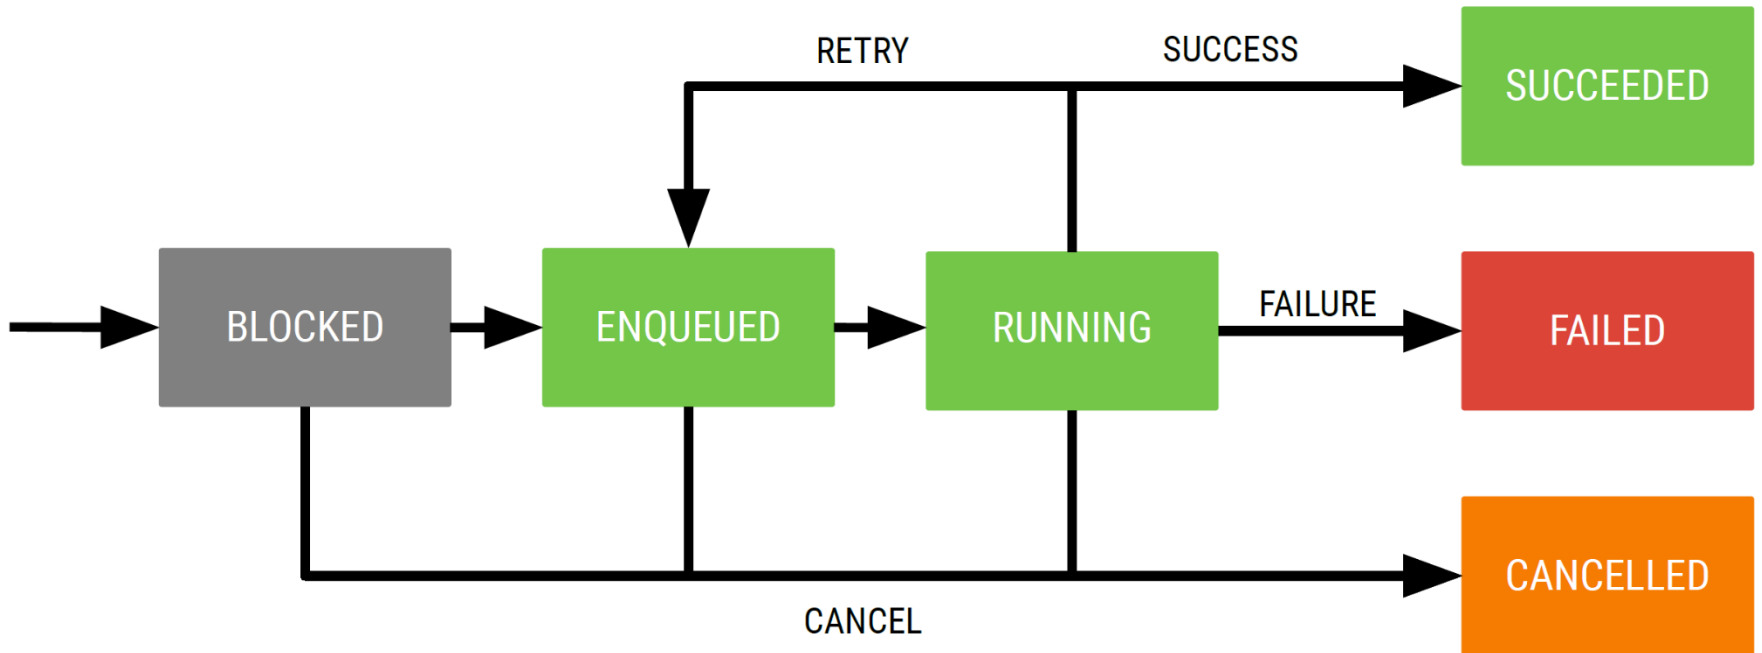 RETRY
SUCCESS
SUCCEEDED
BLOCKED
ENQUEUED
RUNNING
FAILURE
FAILED
CANCELLED
CANCEL